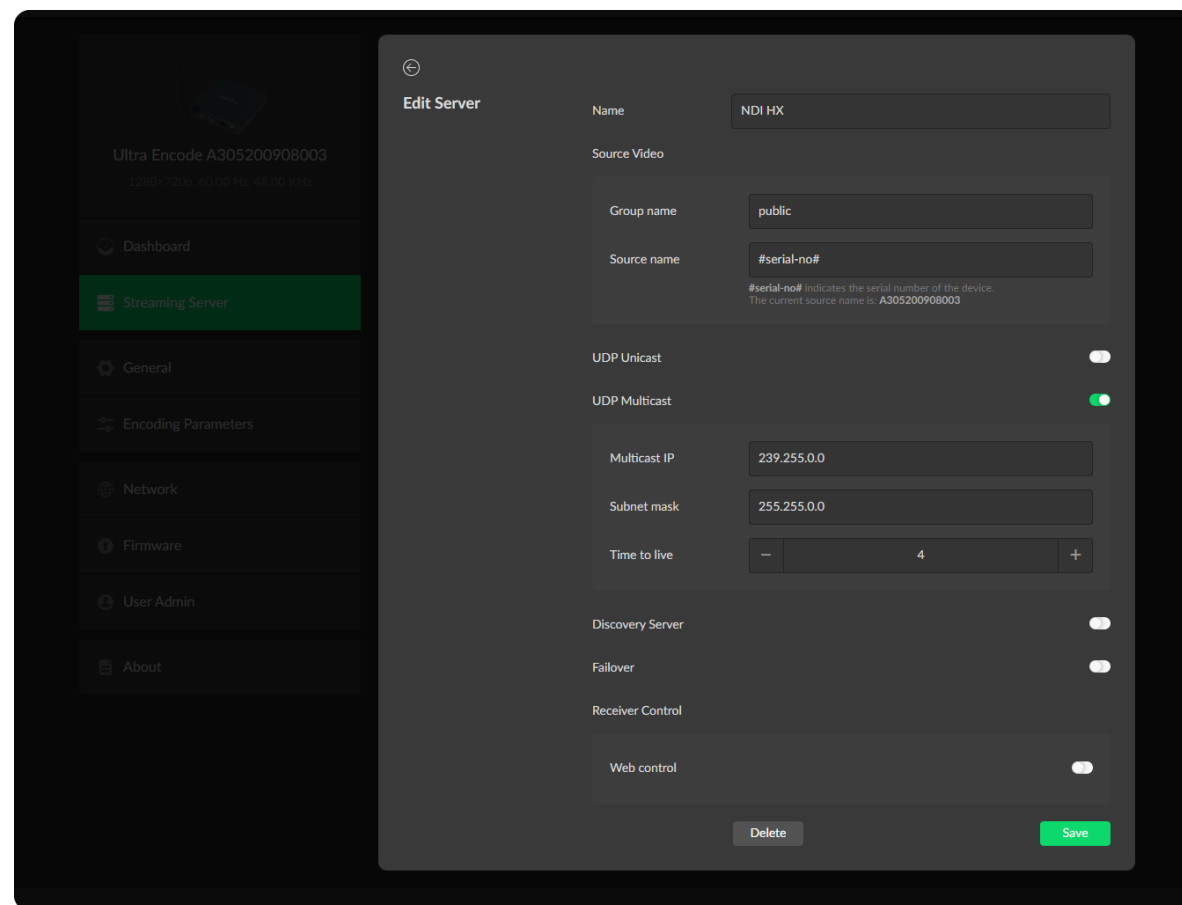 Ultra Encode A305200908003
1280×720p, 60.00 Hz, 48.00 KHz
Dashboard
Streaming Server
General
Encoding Parameters
Network
Firmware
User Admin
About
Edit Server
Name
NDI HX
Source Video
Group name
public
Source name
#serial-no#
#serial-no# indicates the serial number of the device.
The current source name is: A305200908003
UDP Unicast
UDP Multicast
Multicast IP
239.255.0.0
Subnet mask
255.255.0.0
Time to live
− 4 +
Discovery Server
Failover
Receiver Control
Web control
Delete
Save